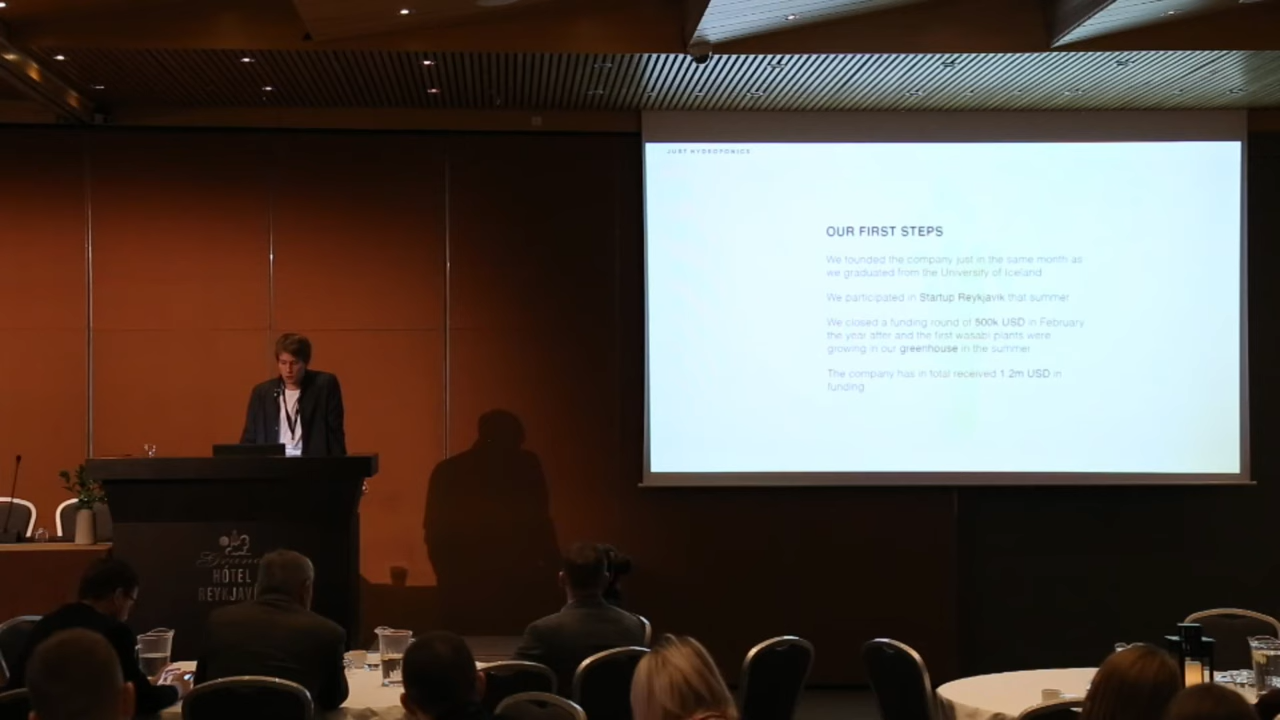 JUST HYDROPONICS
OUR FIRST STEPS
We founded the company just in the same month as
we graduated from the University of Iceland
We participated in Startup Reykjavik that summer
We closed a funding round of 500k USD in February
the year after and the first wasabi plants were
growing in our greenhouse in the summer
The company has in total received 1.2m USD in
funding
Grand
HÓTEL
REYKJAVÍ